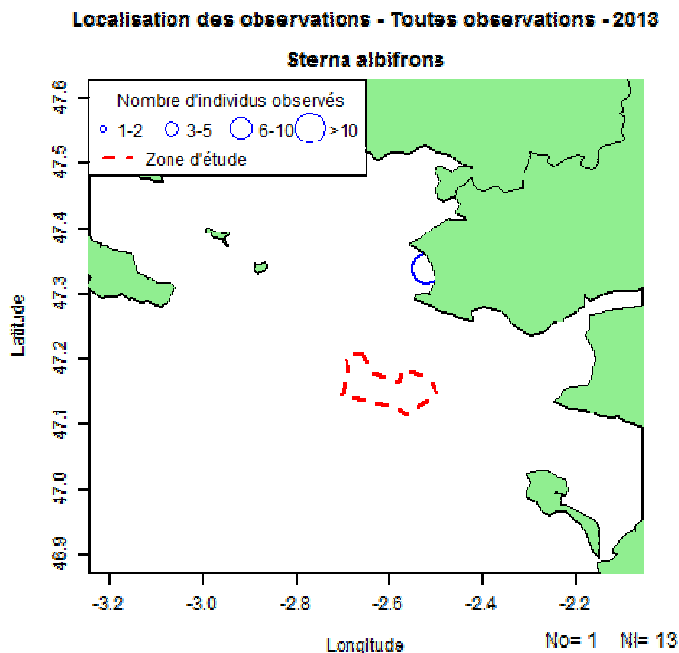 Localisation des observations - Toutes observations - 2013
Sterna albifrons
Nombre d'individus observés
1-2 3-5 6-10 >10
Zone d'étude
47.6
47.5
47.4
47.3
47.2
47.1
47.0
46.9
Latitude
-3.2 -3.0 -2.8 -2.6 -2.4 -2.2
Longitude
No= 1 NI= 13